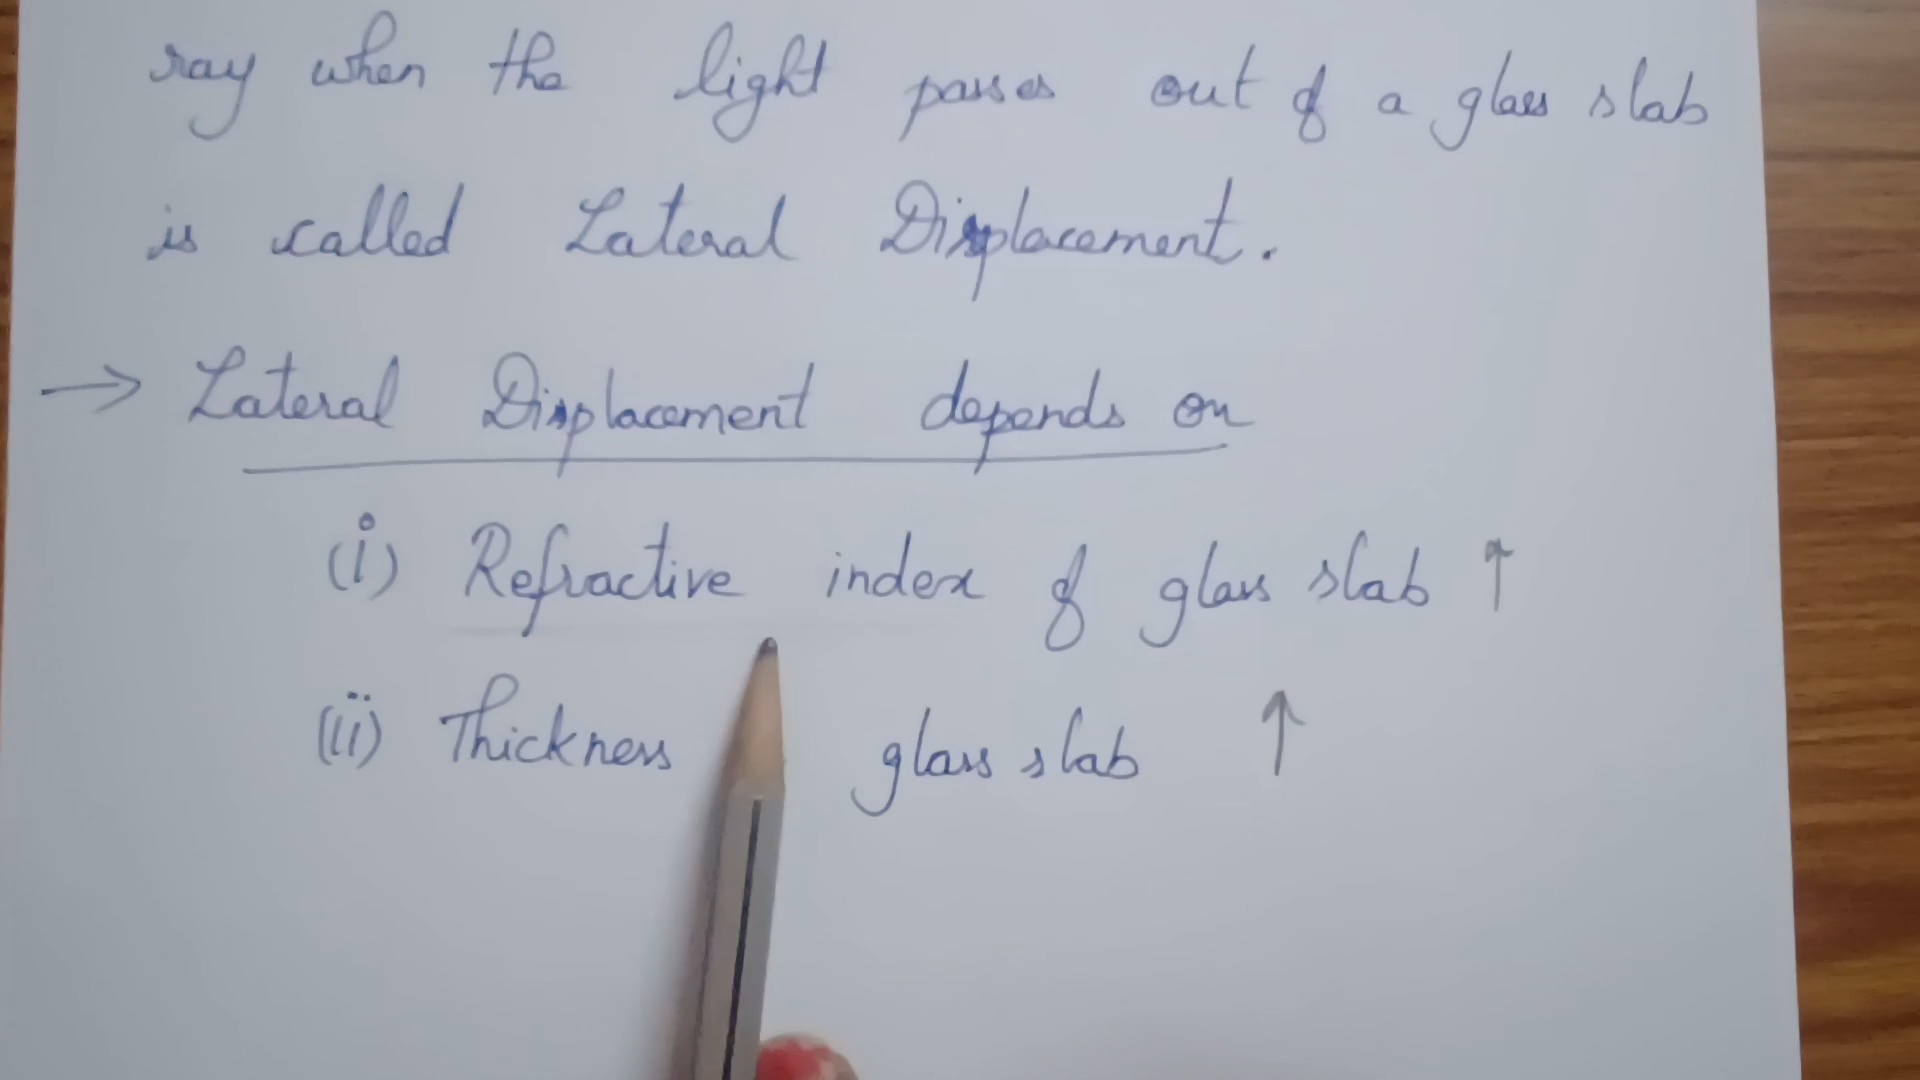 ray when the light passes out of a glass slab
is called Lateral Displacement.
→ Lateral Displacement depends on
(i) Refractive index of glass slab ↑
(ii) Thickness glass slab ↑